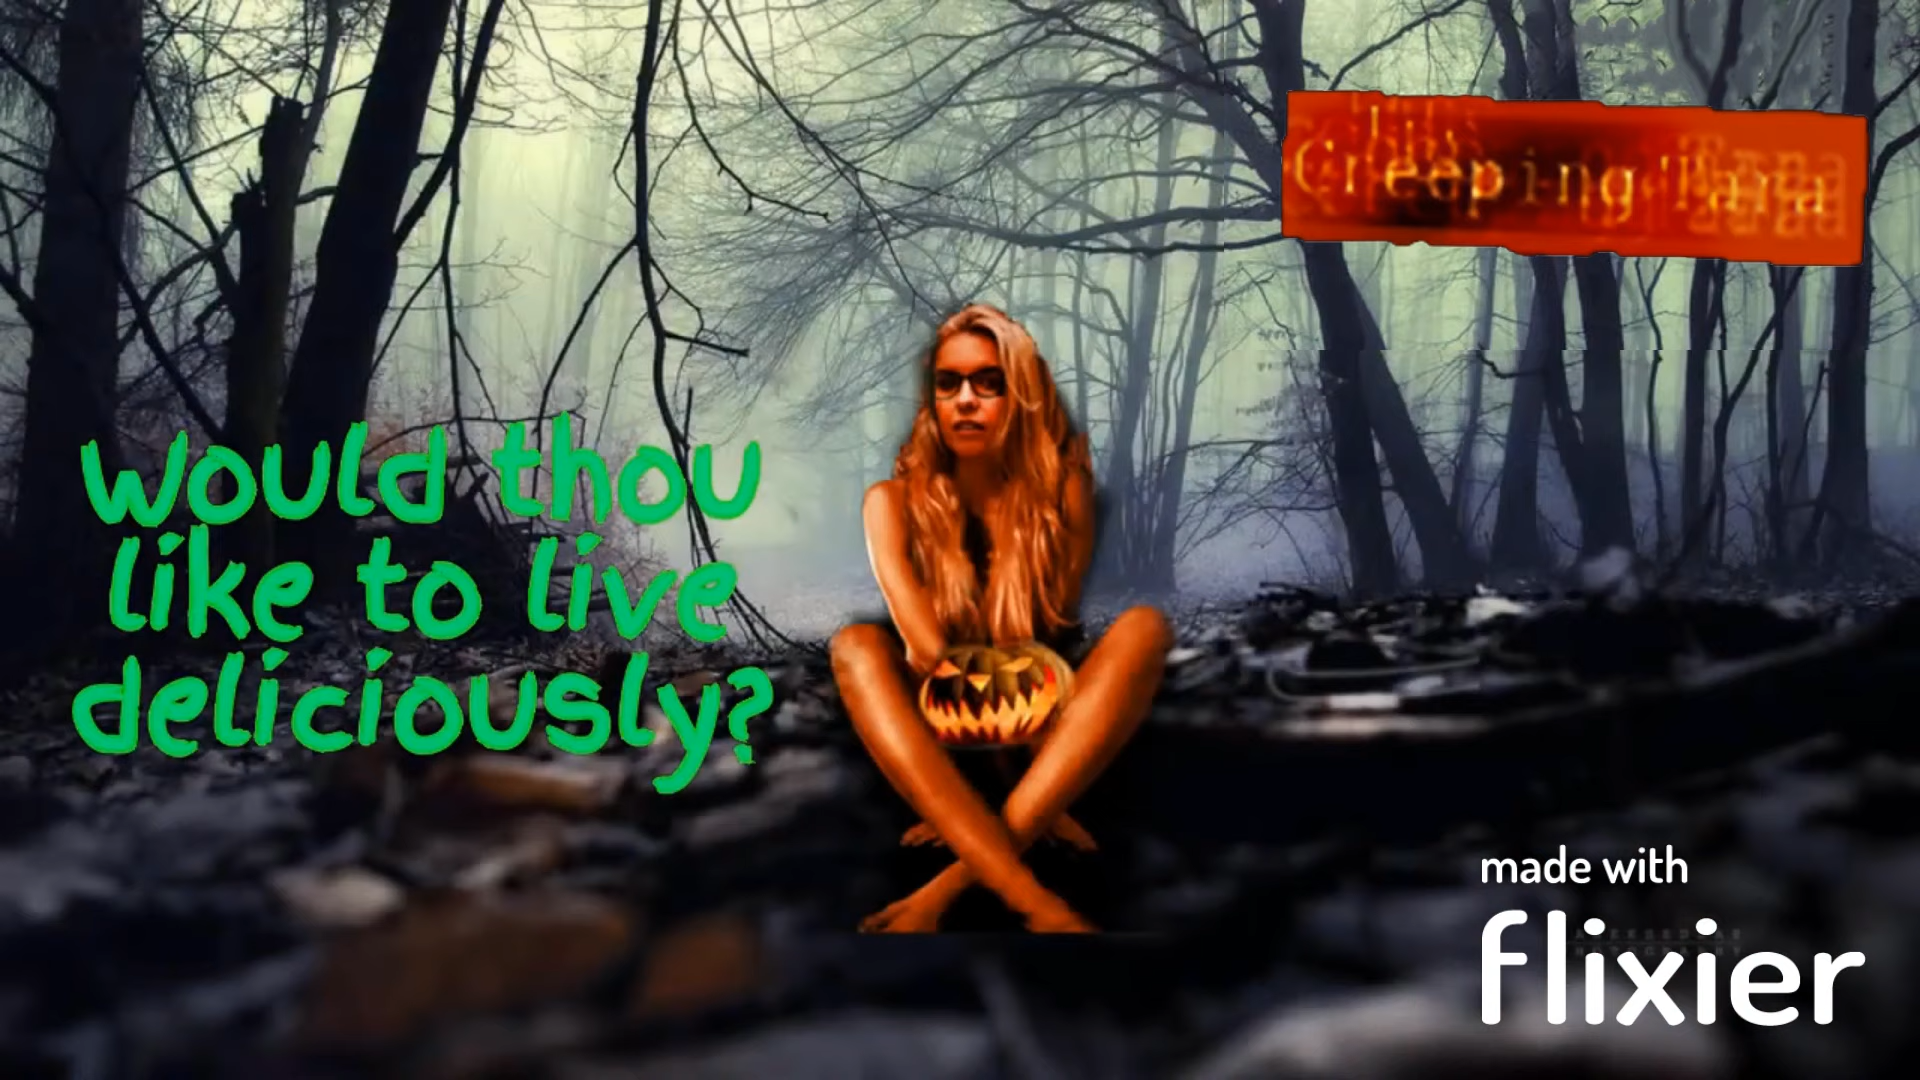 Would thou
like to live
deliciously?
Creeping
made with
flixier